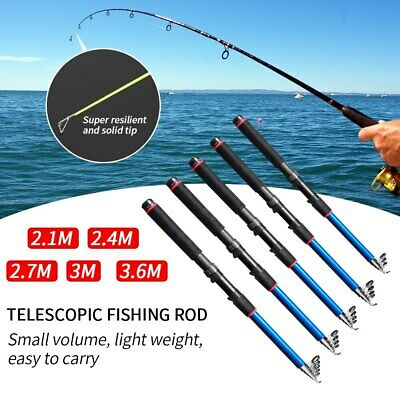 Super resilient
and solid tip
2.1M 2.4M
2.7M 3M 3.6M
TELESCOPIC FISHING ROD
Small volume, light weight,
easy to carry